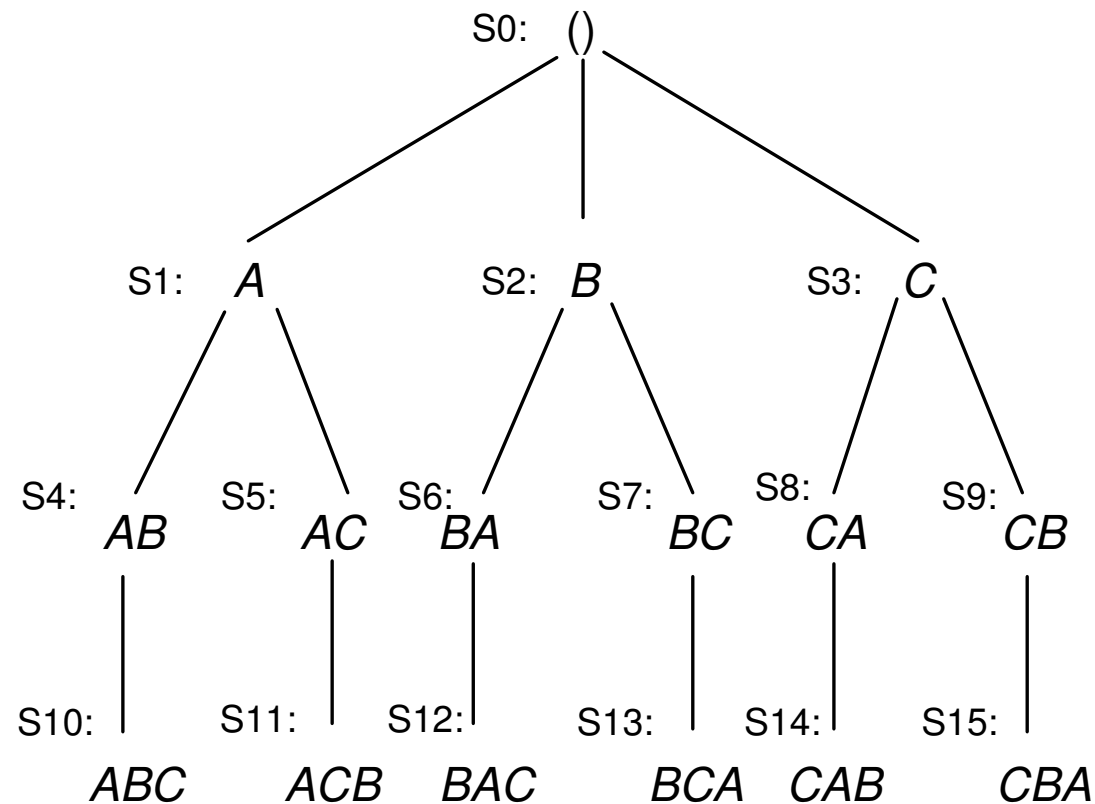 S0: ()
S1: A S2: B S3: C
S4: AB S5: AC S6: BA S7: BC S8: CA S9: CB
S10: ABC S11: ACB S12: BAC S13: BCA S14: CAB S15: CBA